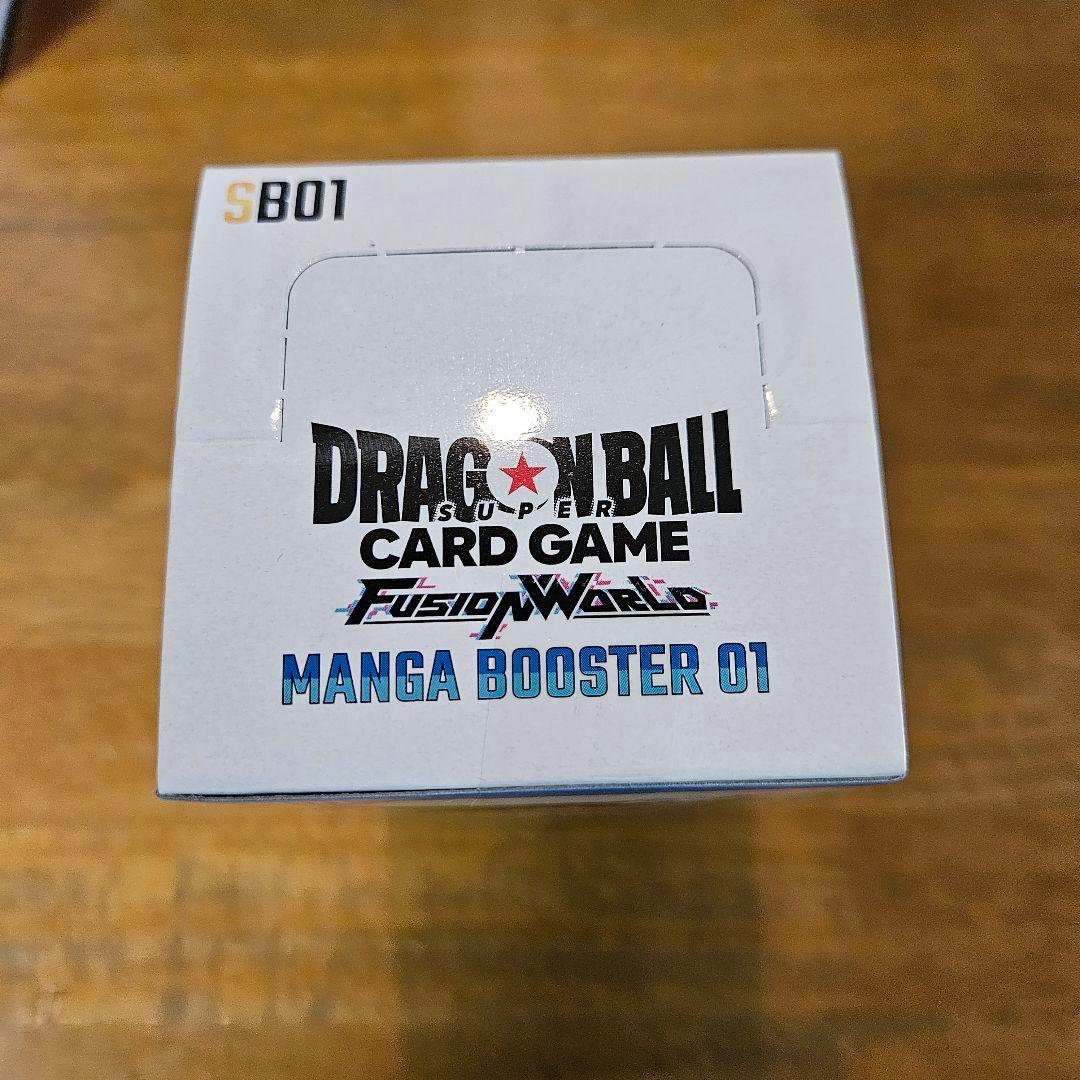 SB01
DRAGON BALL
SUPER
CARD GAME
FUSION WORLD
MANGA BOOSTER 01